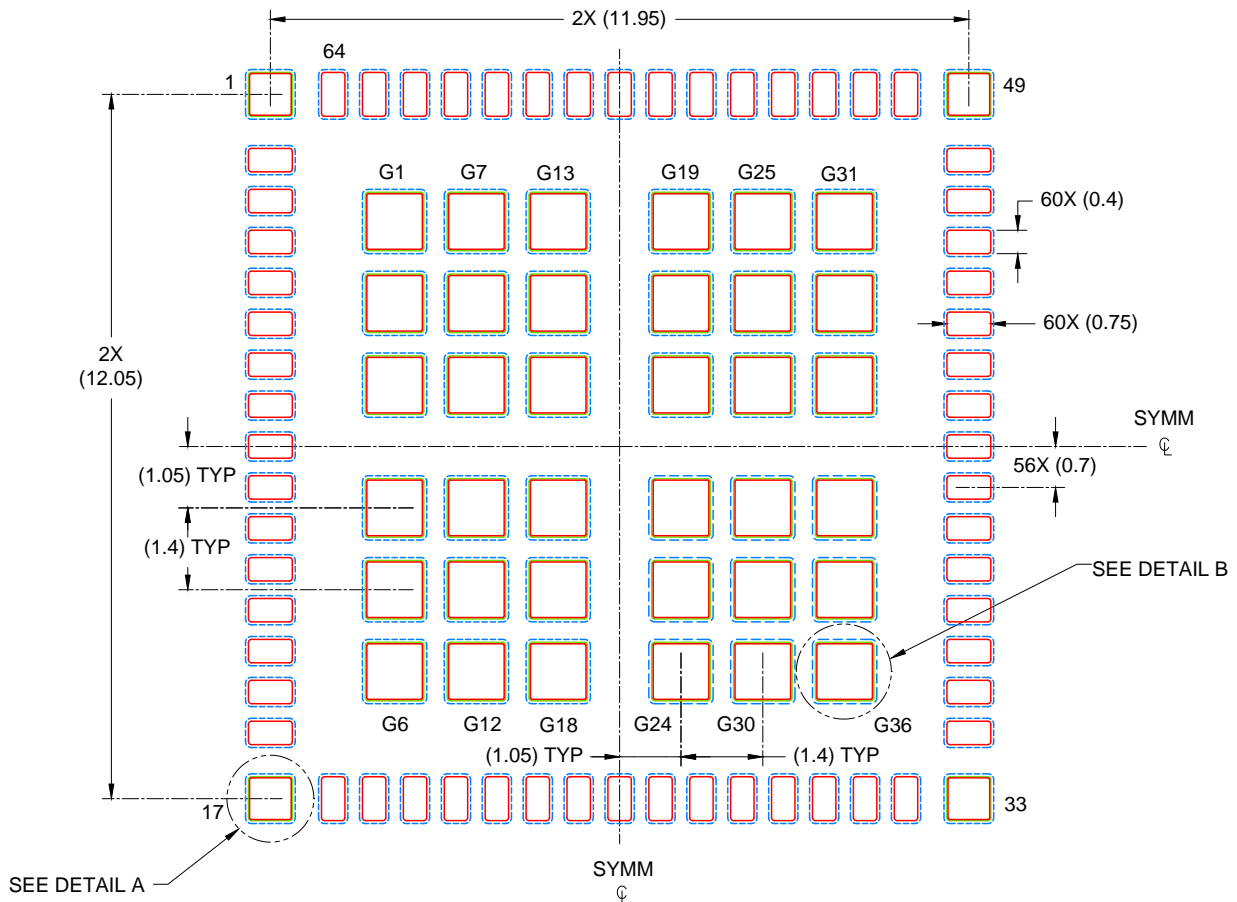 2X (11.95)
64
1
49
G1
G7
G13
G19
G25
G31
60X (0.4)
60X (0.75)
2X
(12.05)
SYMM
℄
(1.05) TYP
56X (0.7)
(1.4) TYP
SEE DETAIL B
G6
G12
G18
G24
G30
G36
(1.05) TYP
(1.4) TYP
17
33
SEE DETAIL A
SYMM
℄